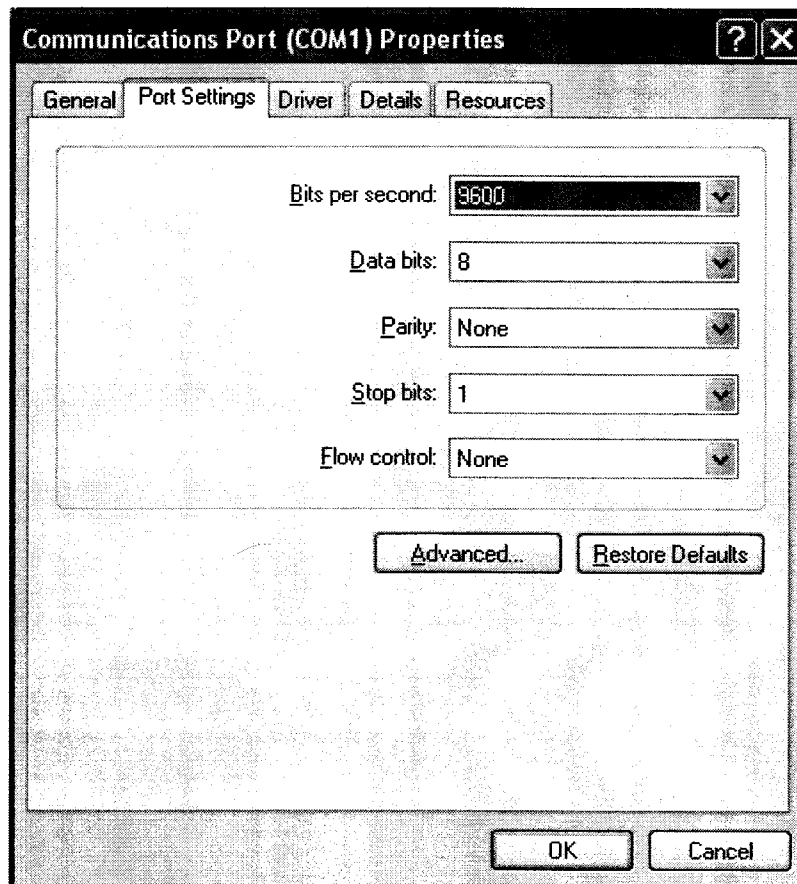 Communications Port (COM1) Properties
General Port Settings Driver Details Resources
Bits per second: 9600
Data bits: 8
Parity: None
Stop bits: 1
Flow control: None
Advanced... Restore Defaults
OK Cancel